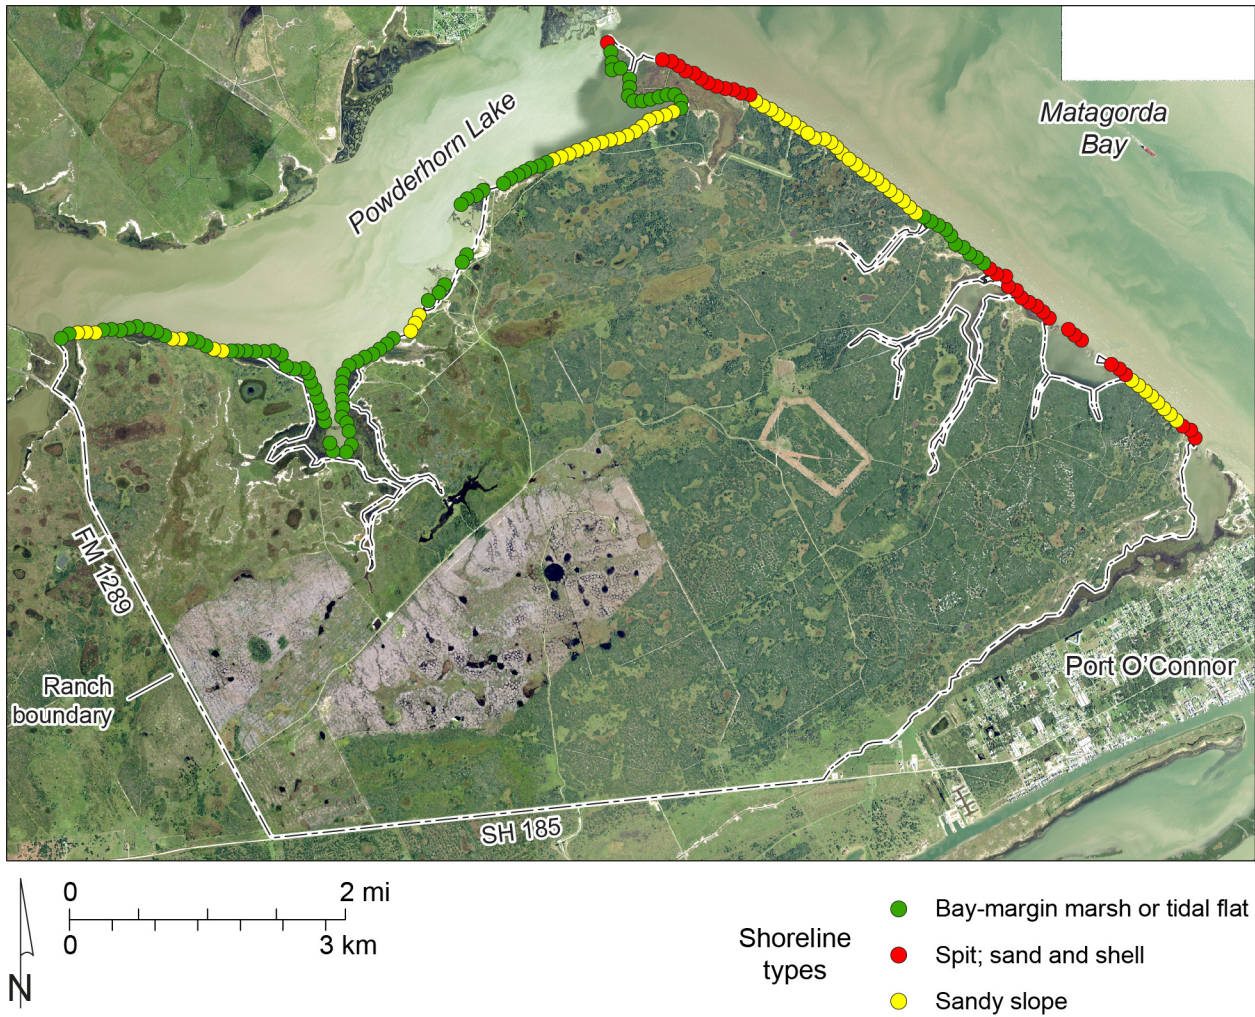 Matagorda
Bay
Powderhorn Lake
FM 1289
Ranch
boundary
Port O'Connor
SH 185
0 2 mi
0 3 km
N
Shoreline
types
Bay-margin marsh or tidal flat
Spit; sand and shell
Sandy slope